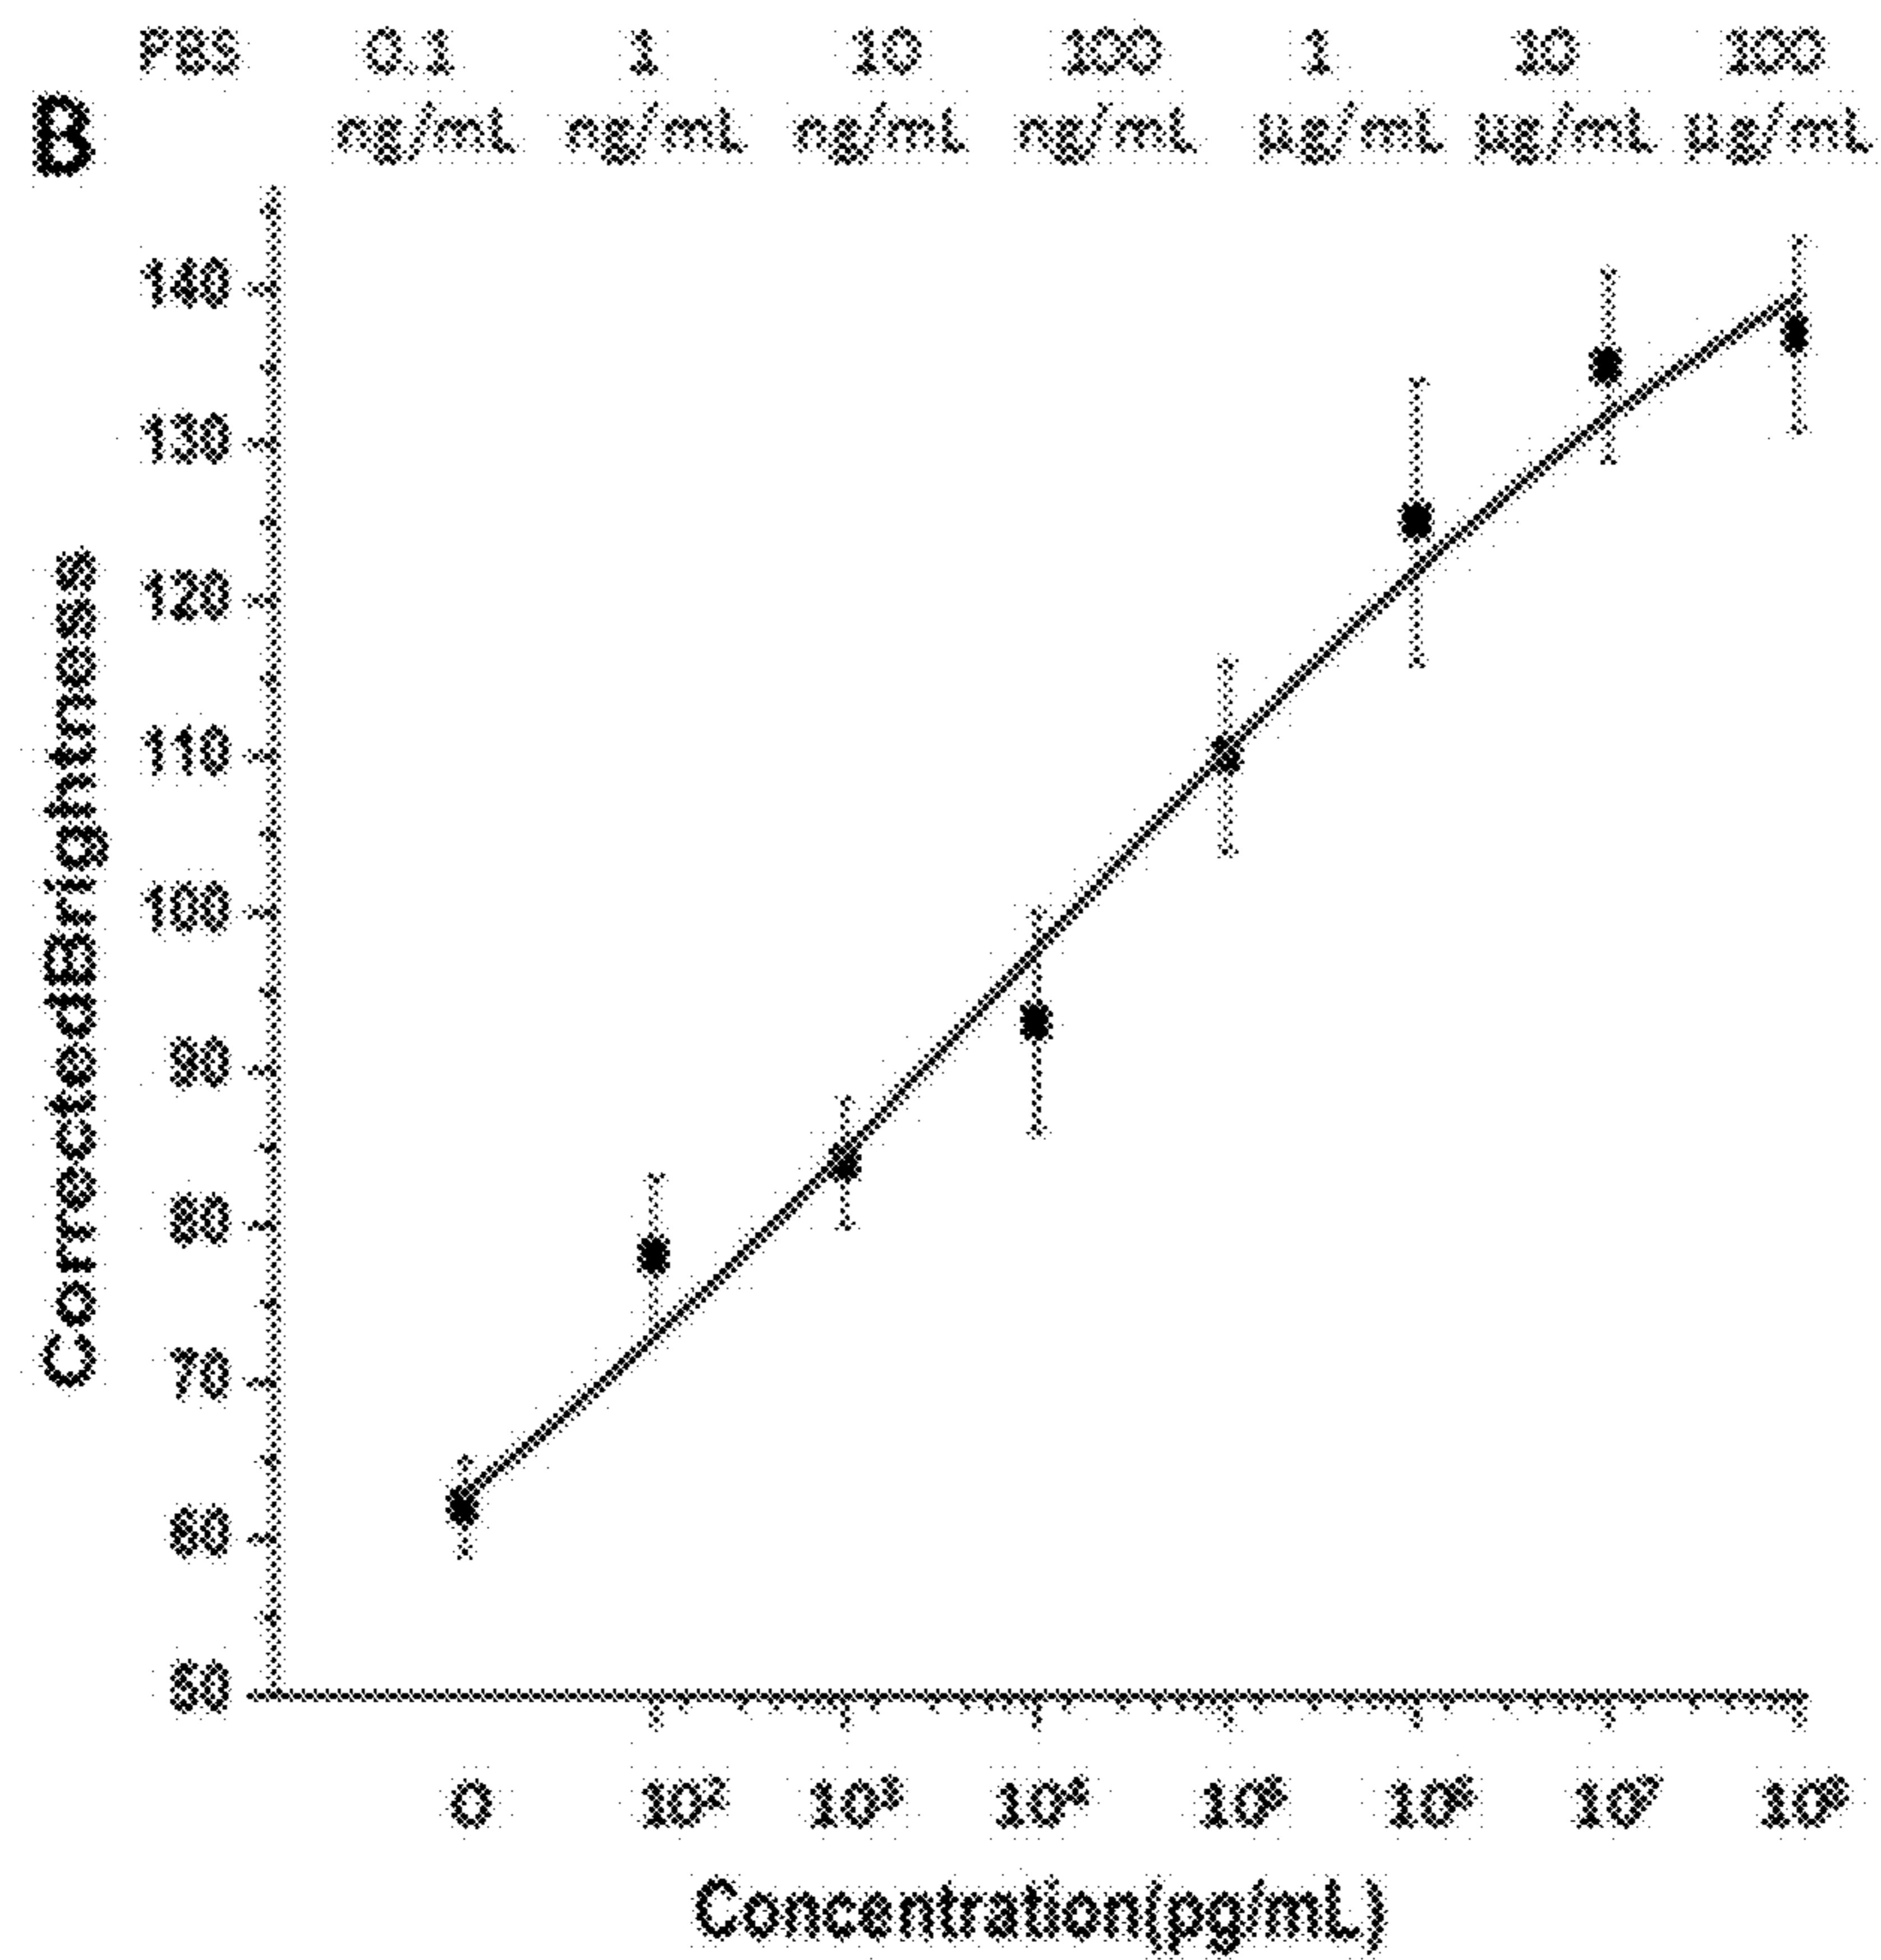 PBS 0.1 1 10 100 1 10 100
ng/mL ng/mL ng/mL ng/mL µg/mL µg/mL µg/mL
B
140
130
120
110
100
90
80
70
60
50
Corrected Brightness
0 10² 10³ 10⁴ 10⁵ 10⁶ 10⁷ 10⁸
Concentration(pg/mL)